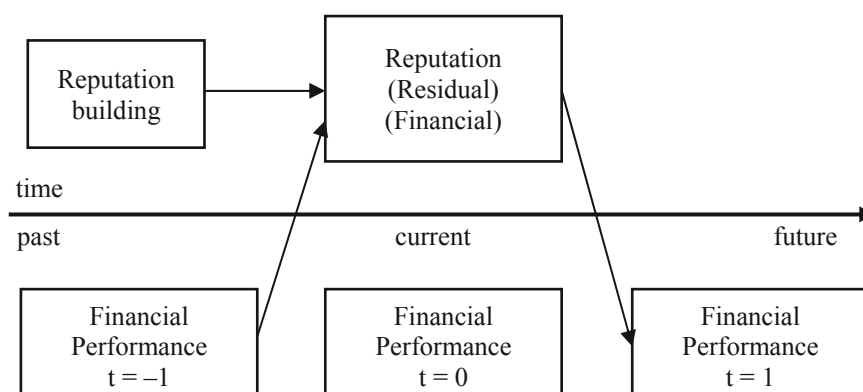 Reputation
building
Reputation
(Residual)
(Financial)
time
past
current
future
Financial
Performance
t = –1
Financial
Performance
t = 0
Financial
Performance
t = 1